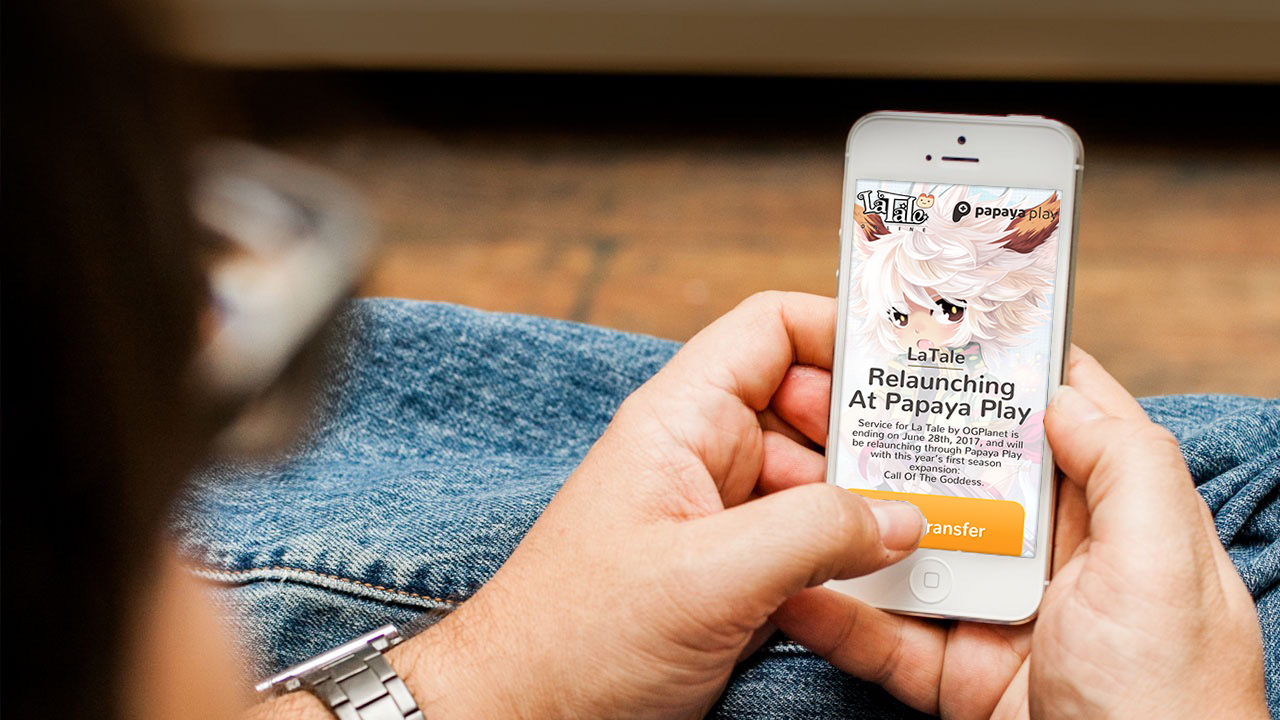 LaTale
papaya play
LaTale
Relaunching
At Papaya Play
Service for La Tale by OGPlanet is
ending on June 28th, 2017, and will
be relaunching through Papaya Play
with this year's first season
expansion:
Call Of The Goddess.
ransfer